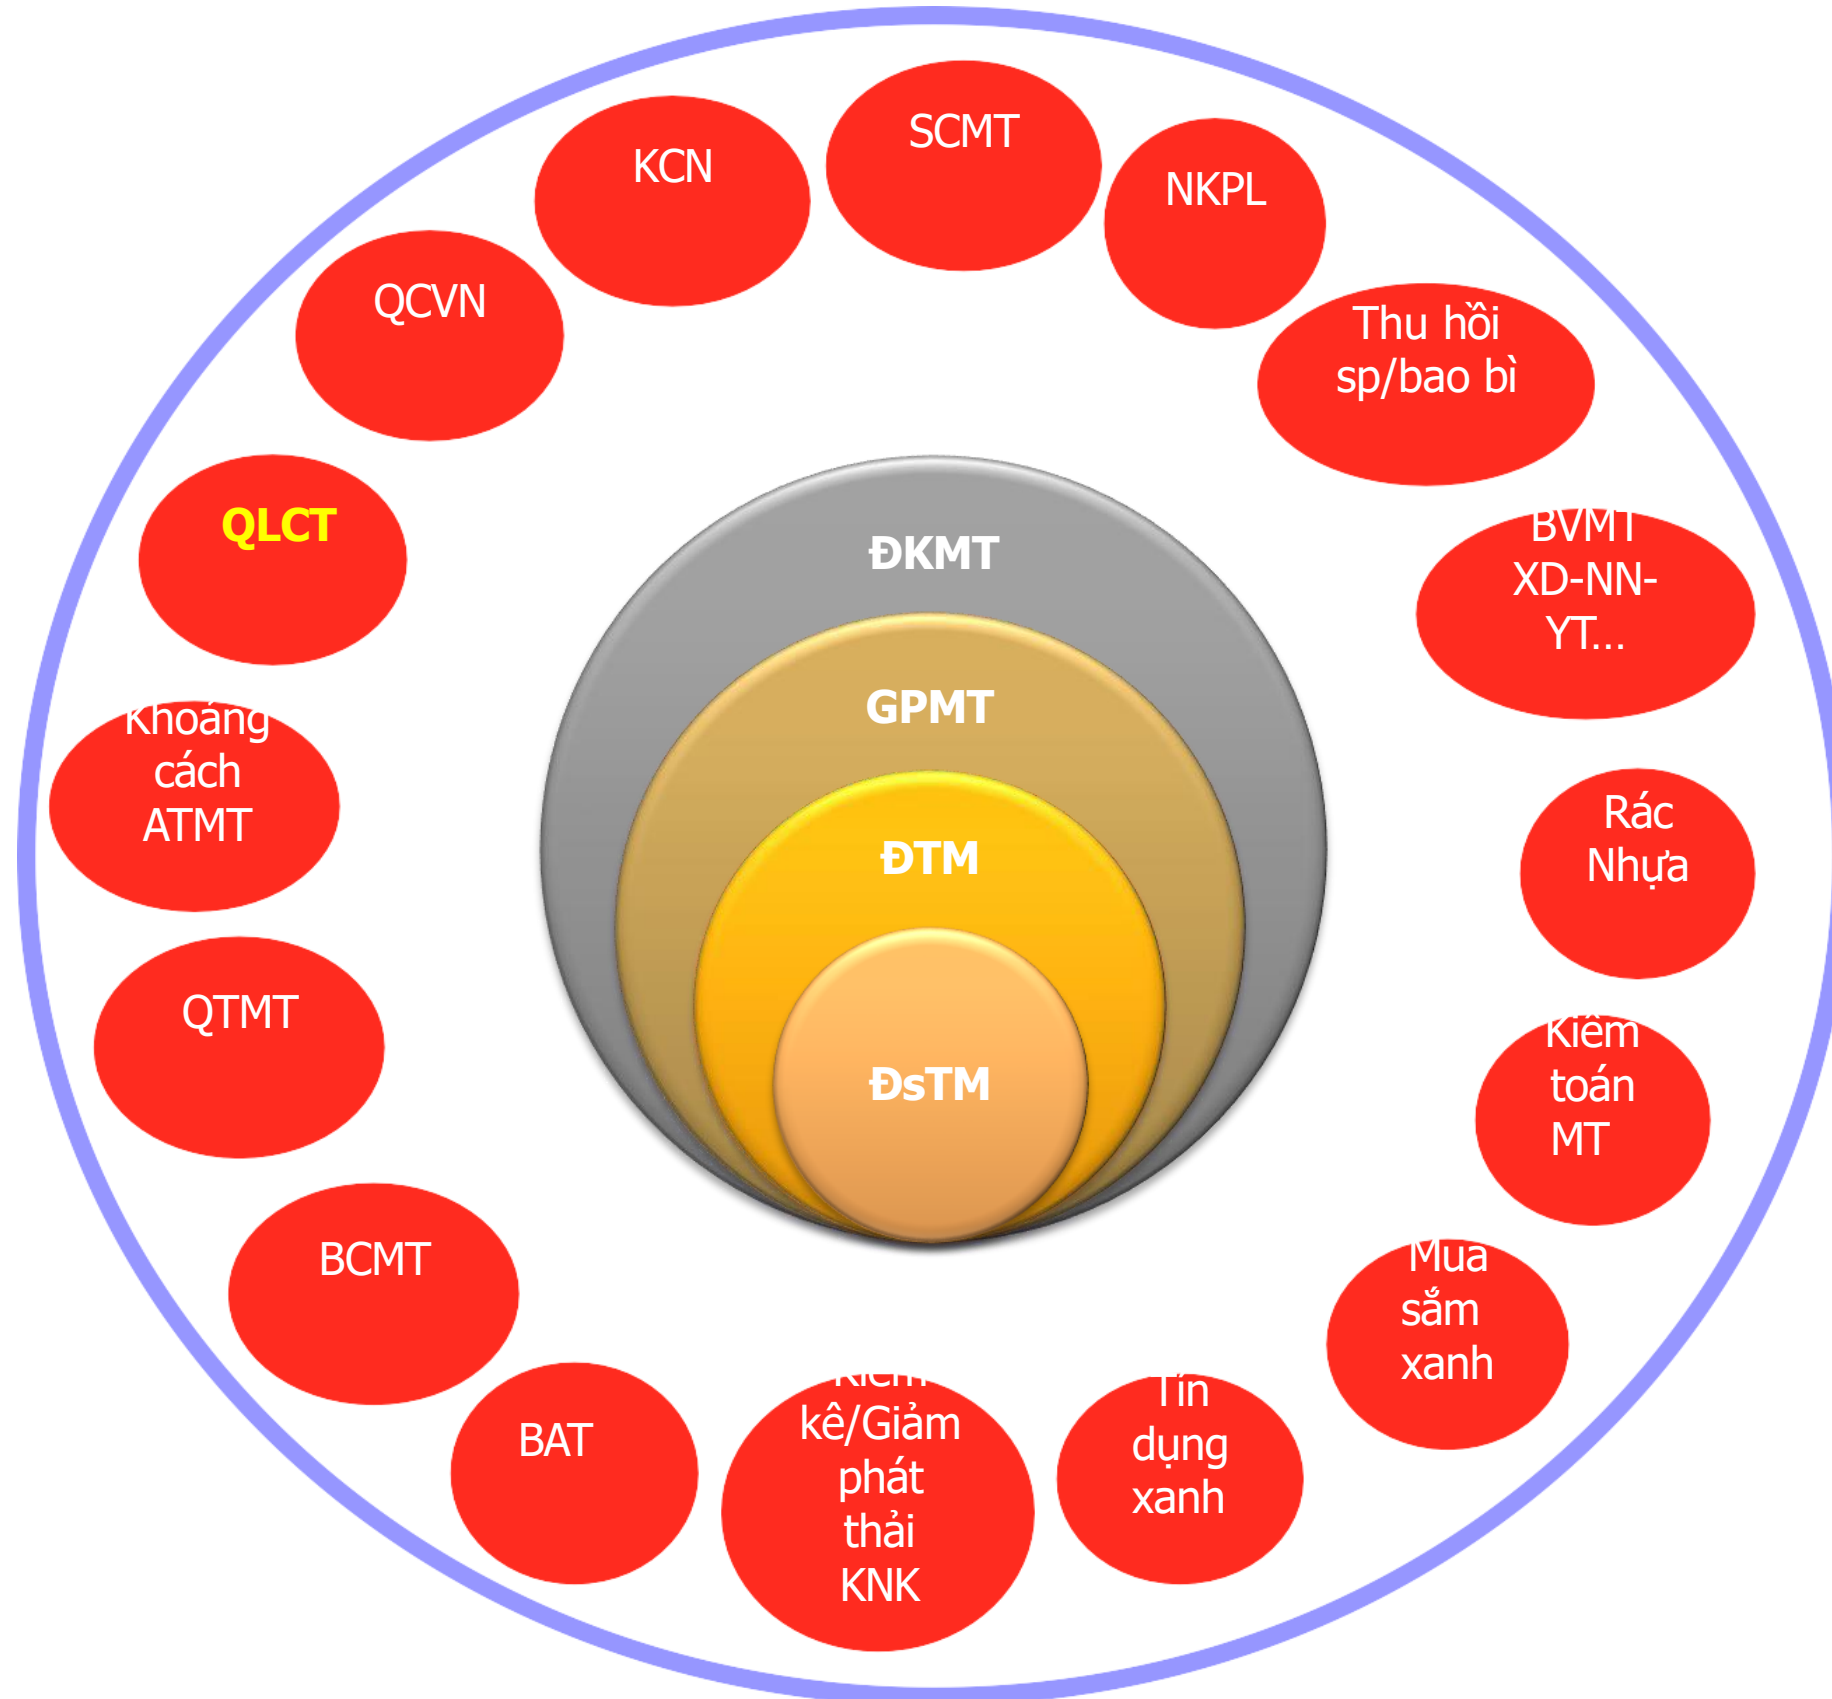 SCMT
KCN
NKPL
QCVN
Thu hồi
sp/bao bì
QLCT
BVMT
XD-NN-
YT...
ĐKMT
GPMT
ĐTM
ĐsTM
Khoảng
cách
ATMT
Rác
Nhựa
QTMT
Kiểm
toán
MT
BCMT
Mua
sắm
xanh
BAT
Kiểm
kê/Giảm
phát
thải
KNK
Tín
dụng
xanh